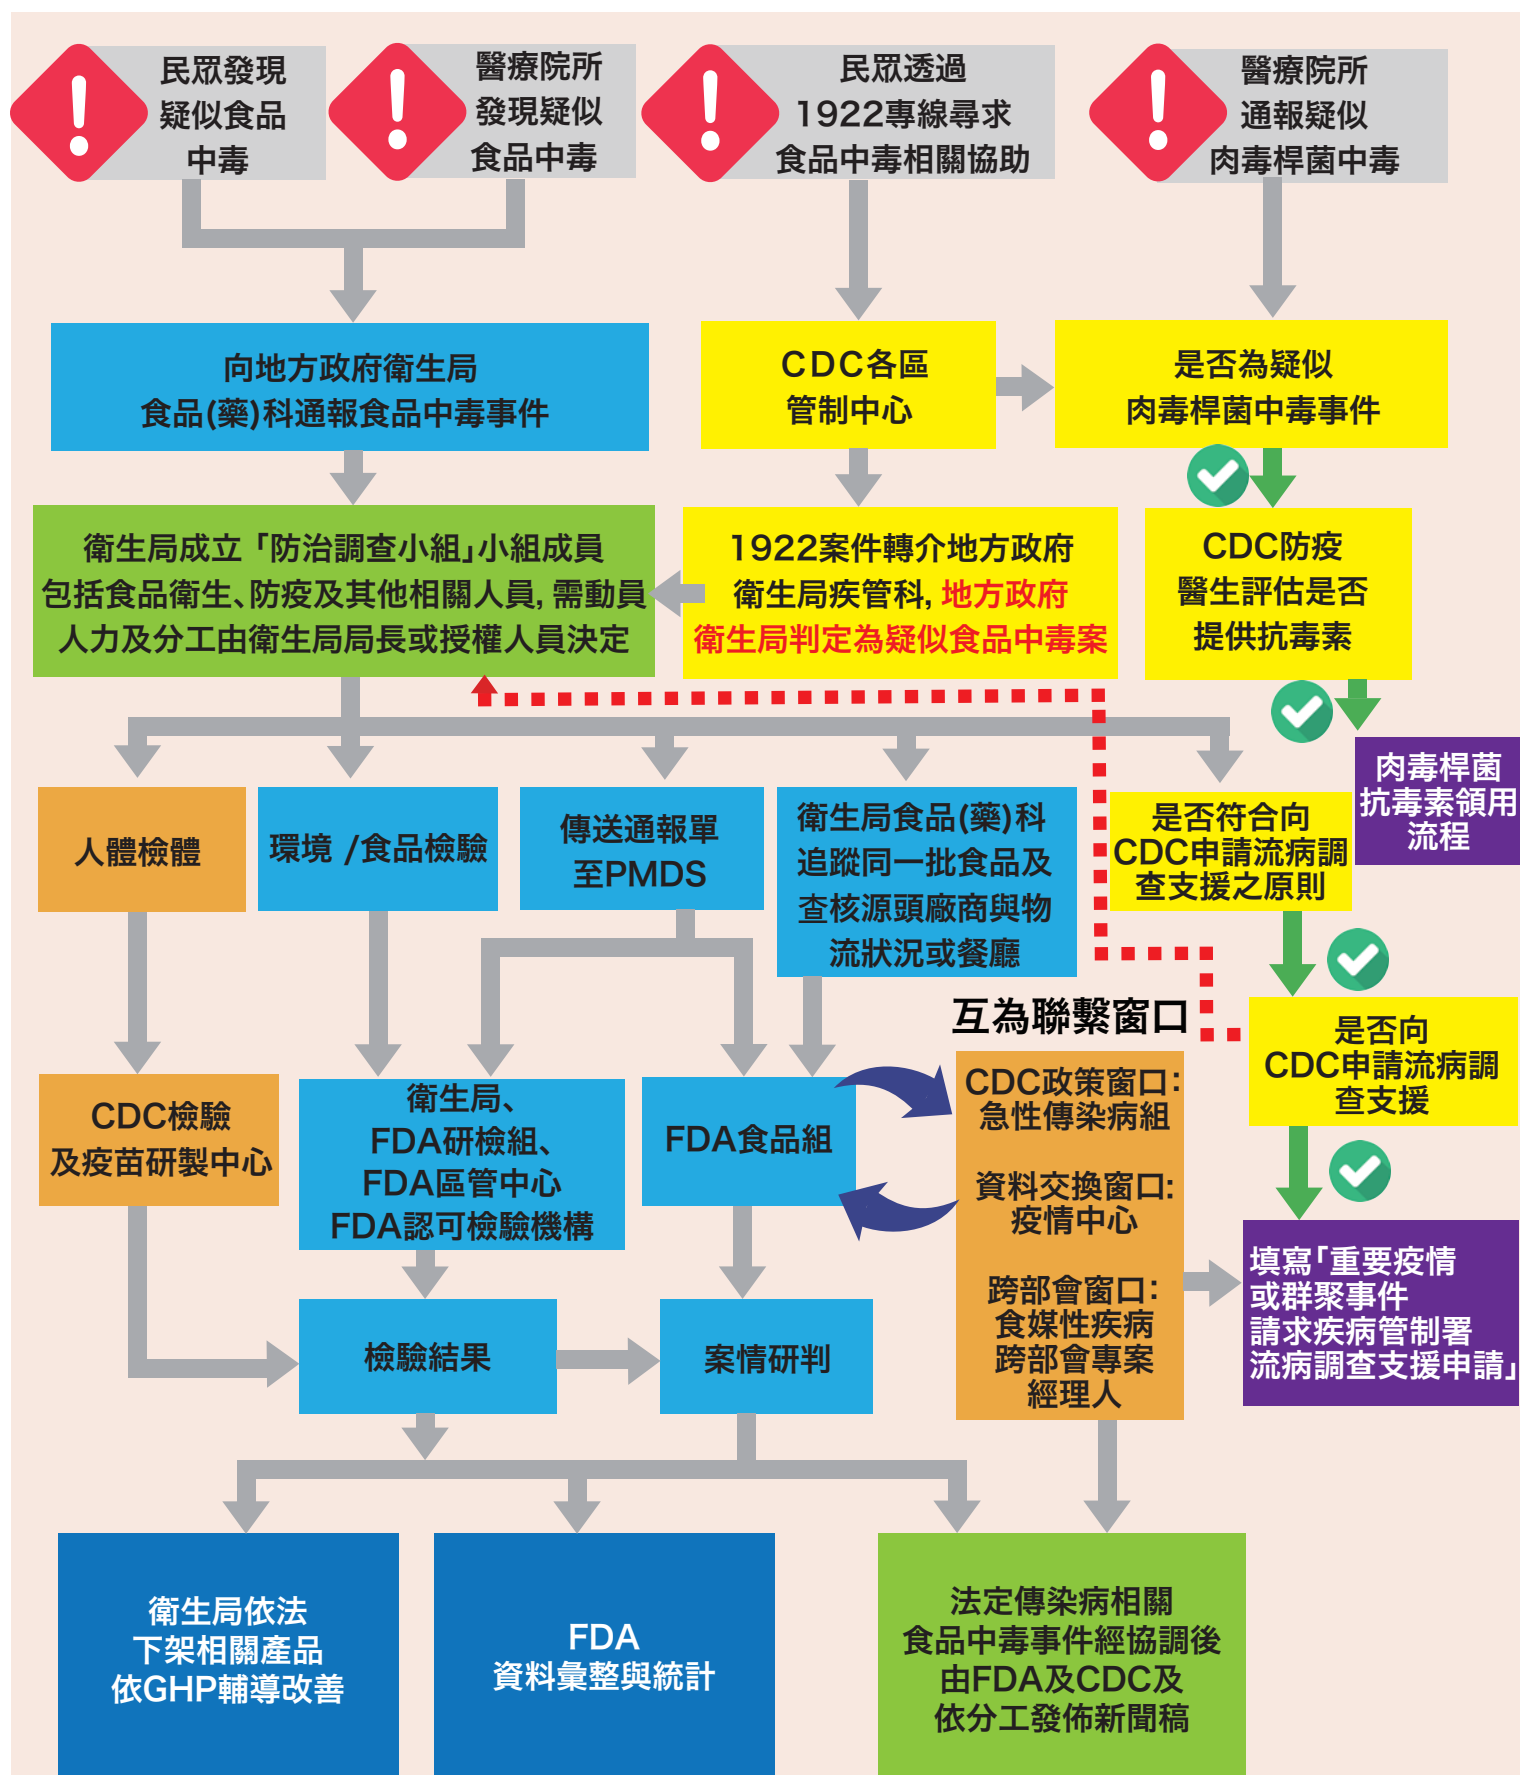 民眾發現
疑似食品
中毒
醫療院所
發現疑似
食品中毒
民眾透過
1922專線尋求
食品中毒相關協助
醫療院所
通報疑似
肉毒桿菌中毒
向地方政府衛生局
食品(藥)科通報食品中毒事件
CDC各區
管制中心
是否為疑似
肉毒桿菌中毒事件
衛生局成立「防治調查小組」小組成員
包括食品衛生、防疫及其他相關人員, 需動員
人力及分工由衛生局局長或授權人員決定
1922案件轉介地方政府
衛生局疾管科, 地方政府
衛生局判定為疑似食品中毒案
CDC防疫
醫生評估是否
提供抗毒素
肉毒桿菌
抗毒素領用
流程
人體檢體
環境 /食品檢驗
傳送通報單
至PMDS
衛生局食品(藥)科
追蹤同一批食品及
查核源頭廠商與物
流狀況或餐廳
是否符合向
CDC申請流病調
查支援之原則
互為聯繫窗口
是否向
CDC申請流病調
查支援
CDC檢驗
及疫苗研製中心
衛生局、
FDA研檢組、
FDA區管中心
FDA認可檢驗機構
FDA食品組
CDC政策窗口:
急性傳染病組
資料交換窗口:
疫情中心
跨部會窗口:
食媒性疾病
跨部會專案
經理人
填寫「重要疫情
或群聚事件
請求疾病管制署
流病調查支援申請」
檢驗結果
案情研判
衛生局依法
下架相關產品
依GHP輔導改善
FDA
資料彙整與統計
法定傳染病相關
食品中毒事件經協調後
由FDA及CDC及
依分工發佈新聞稿